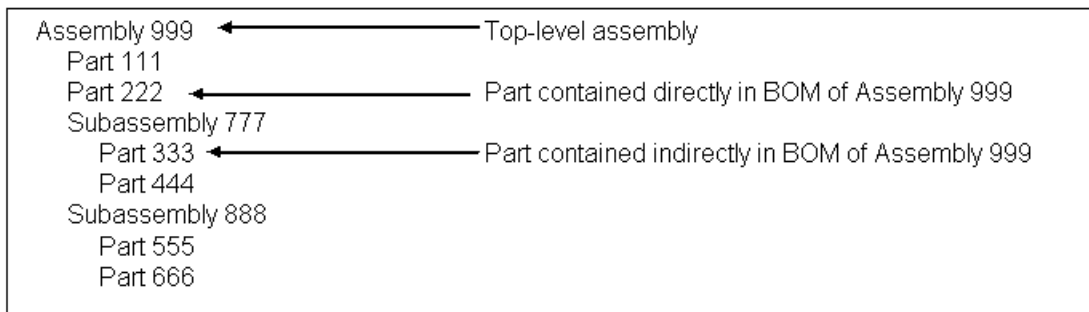 Assembly 999 Top-level assembly
Part 111
Part 222 Part contained directly in BOM of Assembly 999
Subassembly 777
Part 333 Part contained indirectly in BOM of Assembly 999
Part 444
Subassembly 888
Part 555
Part 666